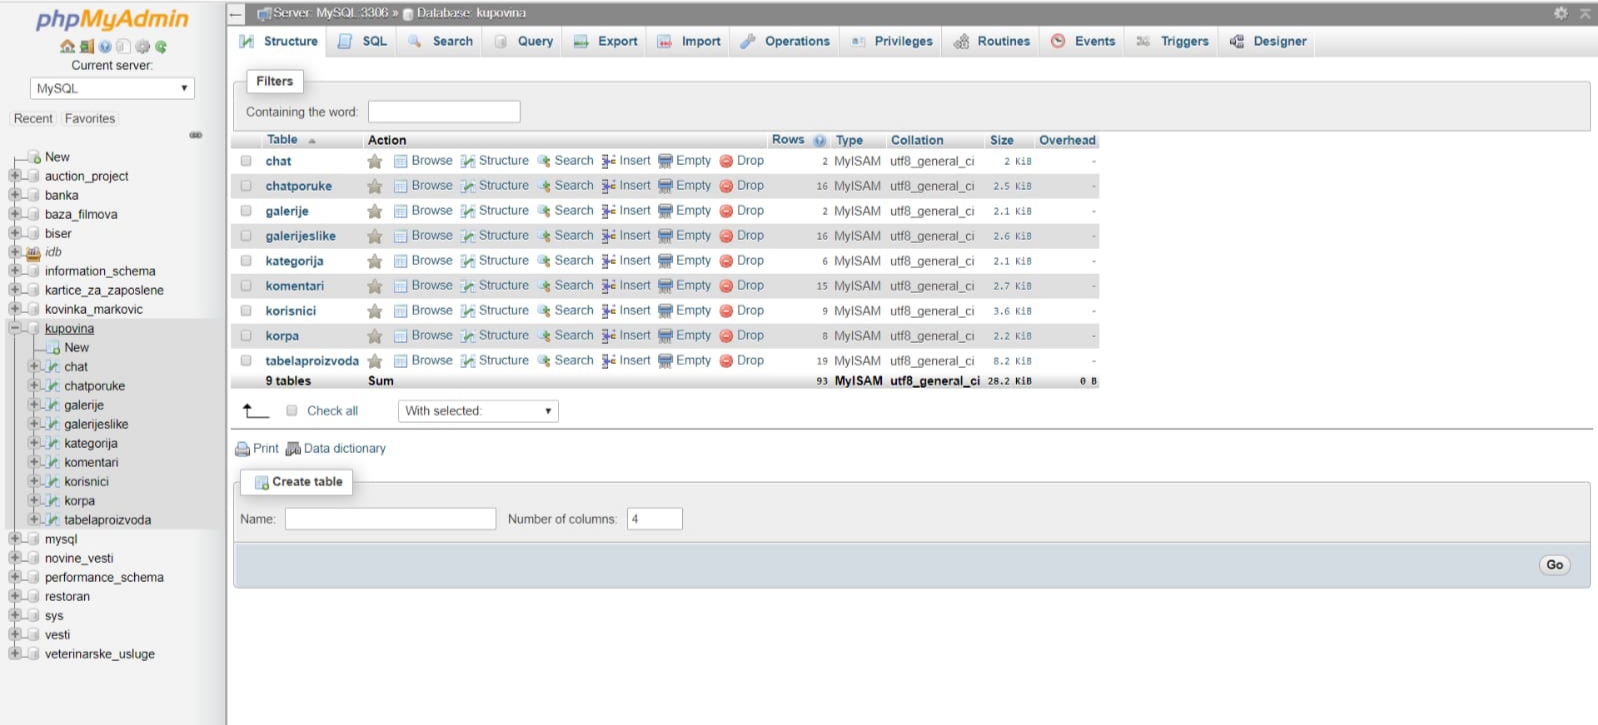 phpMyAdmin
Current server:
MySQL
Recent Favorites
New
auction_project
banka
baza_filmova
biser
idb
information_schema
kartice_za_zaposlene
kovinka_markovic
kupovina
New
chat
chatporuke
galerije
galerijeslike
kategorija
komentari
korisnici
korpa
tabelaproizvoda
mysql
novine_vesti
performance_schema
restoran
sys
vesti
veterinarske_usluge
Server: MySQL:3306 » Database: kupovina
Structure SQL Search Query Export Import Operations Privileges Routines Events Triggers Designer
Filters
Containing the word:
Table Action Rows Type Collation Size Overhead
chat Browse Structure Search Insert Empty Drop 2 MyISAM utf8_general_ci 2 KiB -
chatporuke Browse Structure Search Insert Empty Drop 16 MyISAM utf8_general_ci 2.5 KiB -
galerije Browse Structure Search Insert Empty Drop 2 MyISAM utf8_general_ci 2.1 KiB -
galerijeslike Browse Structure Search Insert Empty Drop 16 MyISAM utf8_general_ci 2.6 KiB -
kategorija Browse Structure Search Insert Empty Drop 6 MyISAM utf8_general_ci 2.1 KiB -
komentari Browse Structure Search Insert Empty Drop 15 MyISAM utf8_general_ci 2.7 KiB -
korisnici Browse Structure Search Insert Empty Drop 9 MyISAM utf8_general_ci 3.6 KiB -
korpa Browse Structure Search Insert Empty Drop 8 MyISAM utf8_general_ci 2.2 KiB -
tabelaproizvoda Browse Structure Search Insert Empty Drop 19 MyISAM utf8_general_ci 8.2 KiB -
9 tables Sum 93 MyISAM utf8_general_ci 28.2 KiB 0 B
Check all With selected:
Print Data dictionary
Create table
Name: Number of columns: 4
Go